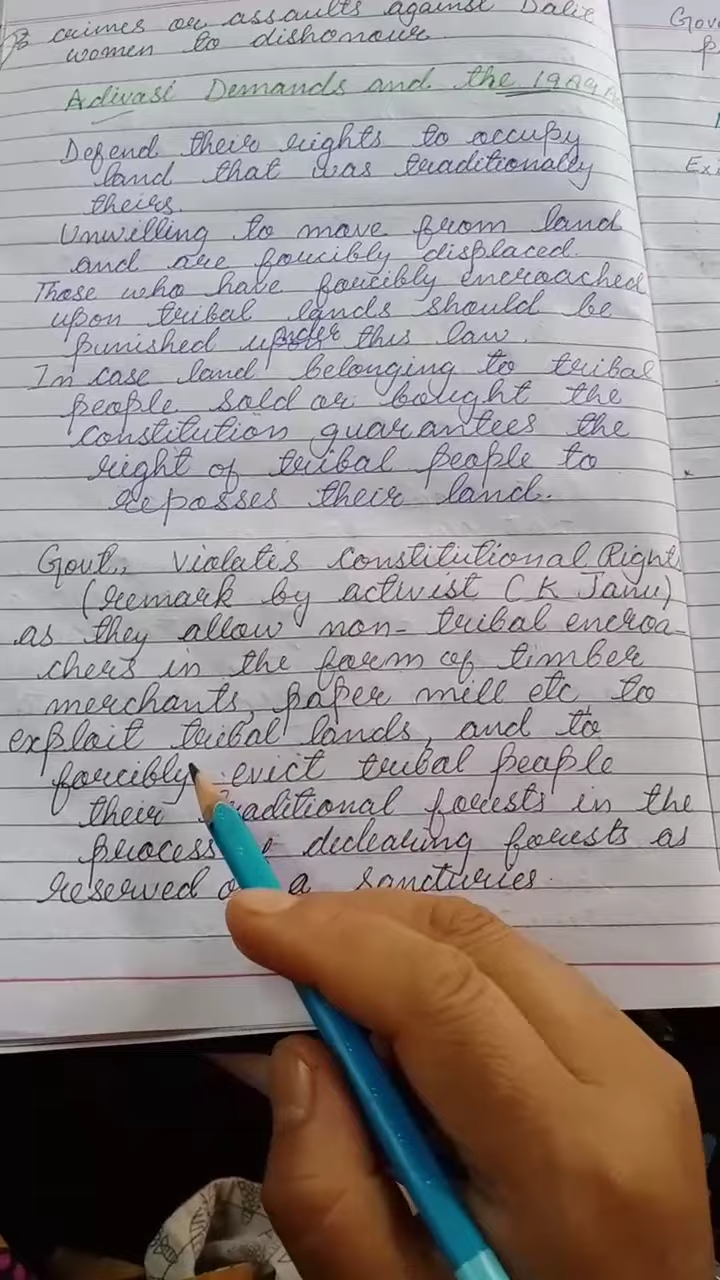 crimes or assaults against Dalit
women to dishonour
Adivasi Demands and the 1989 Act
Defend their rights to occupy
land that was traditionally
theirs.
Unwilling to move from land
and are forcibly displaced.
Those who have forcibly encroached
upon tribal lands should be
punished under this law.
In case land belonging to tribal
people sold or bought the
constitution guarantees the
right of tribal people to
reposses their land.
Govt., violates Constitutional Right
(remark by activist C K Janu)
as they allow non-tribal encroa-
chers in the form of timber
merchants, paper mill etc to
exploit tribal lands, and to
forcibly evict tribal people
their traditional forests in the
process declearing forests as
reserved a sancturies.
Gov
Ex